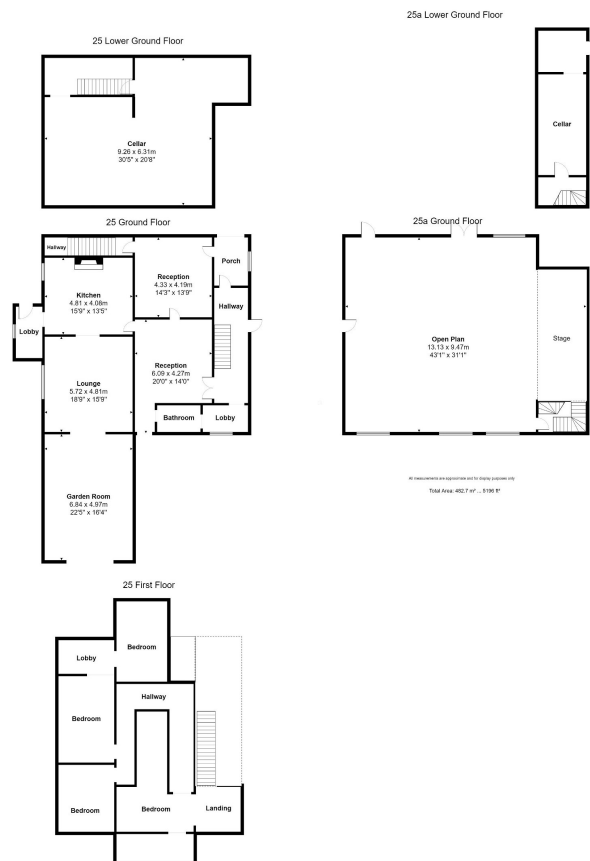 25a Lower Ground Floor
25 Lower Ground Floor
Cellar
9.26 x 6.31m
30'5" x 20'8"
Cellar
25 Ground Floor
25a Ground Floor
Hallway
Reception
4.33 x 4.19m
14'3" x 13'9"
Porch
Kitchen
4.81 x 4.08m
15'9" x 13'5"
Hallway
Lobby
Reception
6.09 x 4.27m
20'0" x 14'0"
Lounge
5.72 x 4.81m
18'9" x 15'9"
Bathroom
Lobby
Garden Room
6.84 x 4.97m
22'5" x 16'4"
Open Plan
13.13 x 9.47m
43'1" x 31'1"
Stage
All measurements are approximate and for display purposes only
Total Area: 482.7 m² ... 5196 ft²
25 First Floor
Bedroom
Lobby
Hallway
Bedroom
Bedroom
Bedroom
Landing